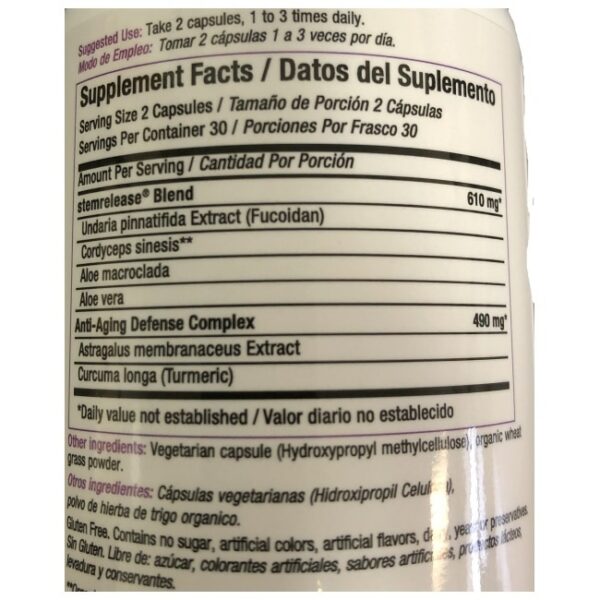 Suggested Use: Take 2 capsules, 1 to 3 times daily.
Modo de Empleo: Tomar 2 cápsulas 1 a 3 veces por día.
Supplement Facts / Datos del Suplemento
Serving Size 2 Capsules / Tamaño de Porción 2 Cápsulas
Servings Per Container 30 / Porciones Por Frasco 30
Amount Per Serving / Cantidad Por Porción
stemrelease® Blend 610 mg*
Undaria pinnatifida Extract (Fucoidan)
Cordyceps sinesis**
Aloe macroclada
Aloe vera
Anti-Aging Defense Complex 490 mg*
Astragalus membranaceus Extract
Curcuma longa (Turmeric)
*Daily value not established / Valor diario no establecido
Other ingredients: Vegetarian capsule (Hydroxypropyl methylcellulose), organic wheat
grass powder.
Otros ingredientes: Cápsulas vegetarianas (Hidroxipropil Celulosa),
polvo de hierba de trigo organico.
Gluten Free. Contains no sugar, artificial colors, artificial flavors, dairy, yeast or preservatives.
Sin Gluten. Libre de: azúcar, colorantes artificiales, sabores artificiales, productos lácteos,
levadura y conservantes.